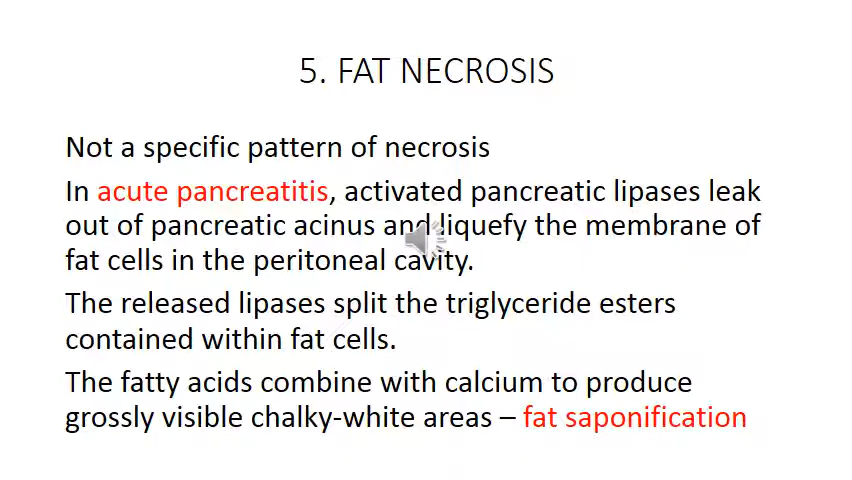 5. FAT NECROSIS
Not a specific pattern of necrosis
In acute pancreatitis, activated pancreatic lipases leak
out of pancreatic acinus and liquefy the membrane of
fat cells in the peritoneal cavity.
The released lipases split the triglyceride esters
contained within fat cells.
The fatty acids combine with calcium to produce
grossly visible chalky-white areas – fat saponification